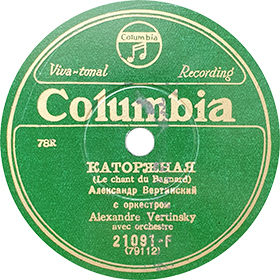 Columbia
Viva-tonal Recording
Columbia
78R
КАТОРЖНАЯ
(Le chant du Bagnard)
Александр Вертинский
с оркестром
Alexandre Vertinsky
avec orchestre
21091-F
(79112)